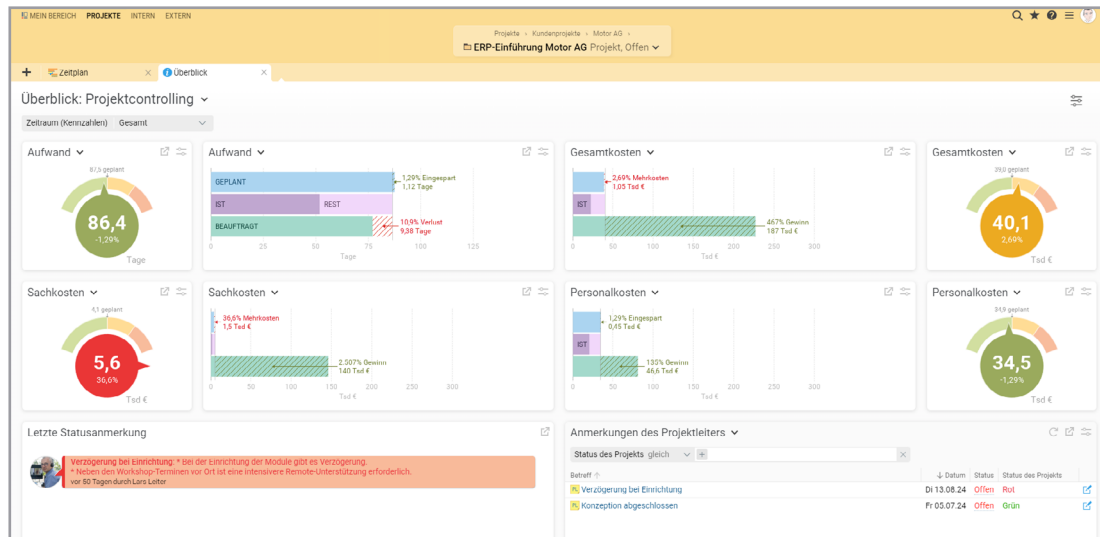 MEIN BEREICH PROJEKTE INTERN EXTERN
Projekte › Kundenprojekte › Motor AG ›
ERP-Einführung Motor AG Projekt, Offen
+ Zeitplan × Überblick ×
Überblick: Projektcontrolling
Zeitraum (Kennzahlen) Gesamt
Aufwand
87,5 geplant
86,4
-1,29%
Tage
Aufwand
GEPLANT
1,29% Eingespart
1,12 Tage
IST REST
BEAUFTRAGT
10,9% Verlust
9,38 Tage
0 25 50 75 100 125
Tage
Gesamtkosten
2,69% Mehrkosten
1,05 Tsd €
IST
467% Gewinn
187 Tsd €
0 50 100 150 200 250 300
Tsd €
Gesamtkosten
39,0 geplant
40,1
2,69%
Tsd €
Sachkosten
4,1 geplant
5,6
36,6%
Tsd €
Sachkosten
36,6% Mehrkosten
1,5 Tsd €
2.507% Gewinn
140 Tsd €
0 50 100 150 200 250 300
Tsd €
Personalkosten
1,29% Eingespart
0,45 Tsd €
IST
135% Gewinn
46,6 Tsd €
0 50 100 150 200 250 300
Tsd €
Personalkosten
34,9 geplant
34,5
-1,29%
Tsd €
Letzte Statusanmerkung
Verzögerung bei Einrichtung: * Bei der Einrichtung der Module gibt es Verzögerung.
* Neben den Workshop-Terminen vor Ort ist eine intensivere Remote-Unterstützung erforderlich.
vor 50 Tagen durch Lars Leiter
Anmerkungen des Projektleiters
Status des Projekts gleich + ×
Betreff ↑ ↓ Datum Status Status des Projekts
PL Verzögerung bei Einrichtung Di 13.08.24 Offen Rot
PL Konzeption abgeschlossen Fr 05.07.24 Offen Grün